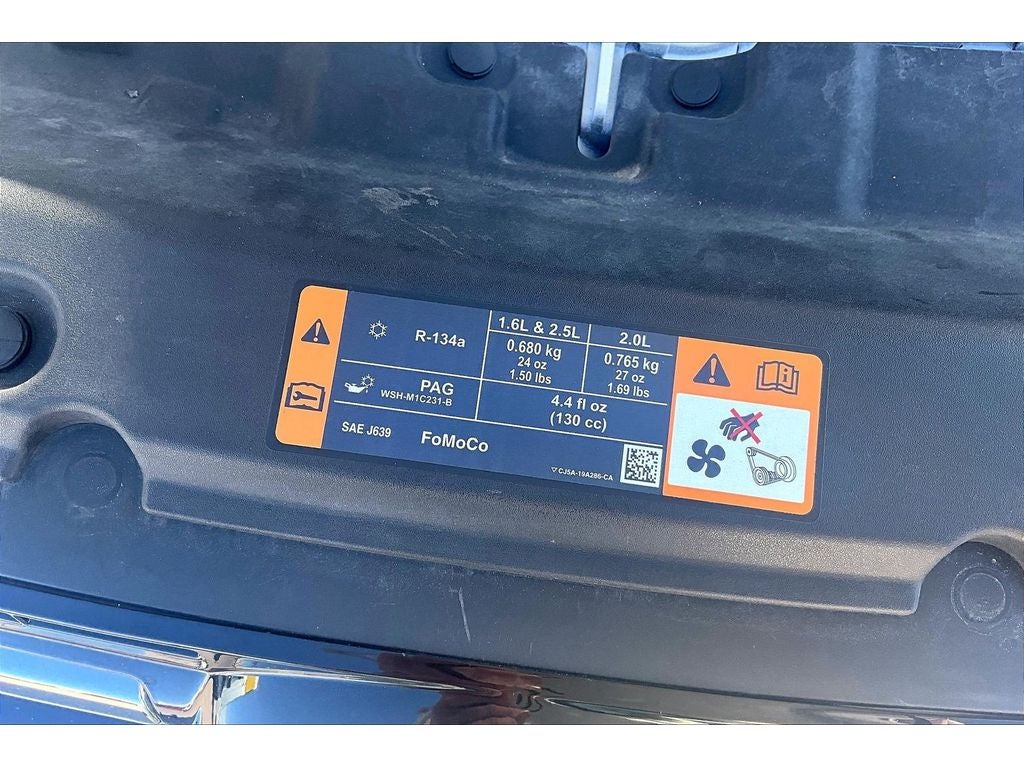 R-134a
1.6L & 2.5L
0.680 kg
24 oz
1.50 lbs
2.0L
0.765 kg
27 oz
1.69 lbs
PAG
WSH-M1C231-B
4.4 fl oz
(130 cc)
SAE J639
FoMoCo
CJ5A-19A286-CA